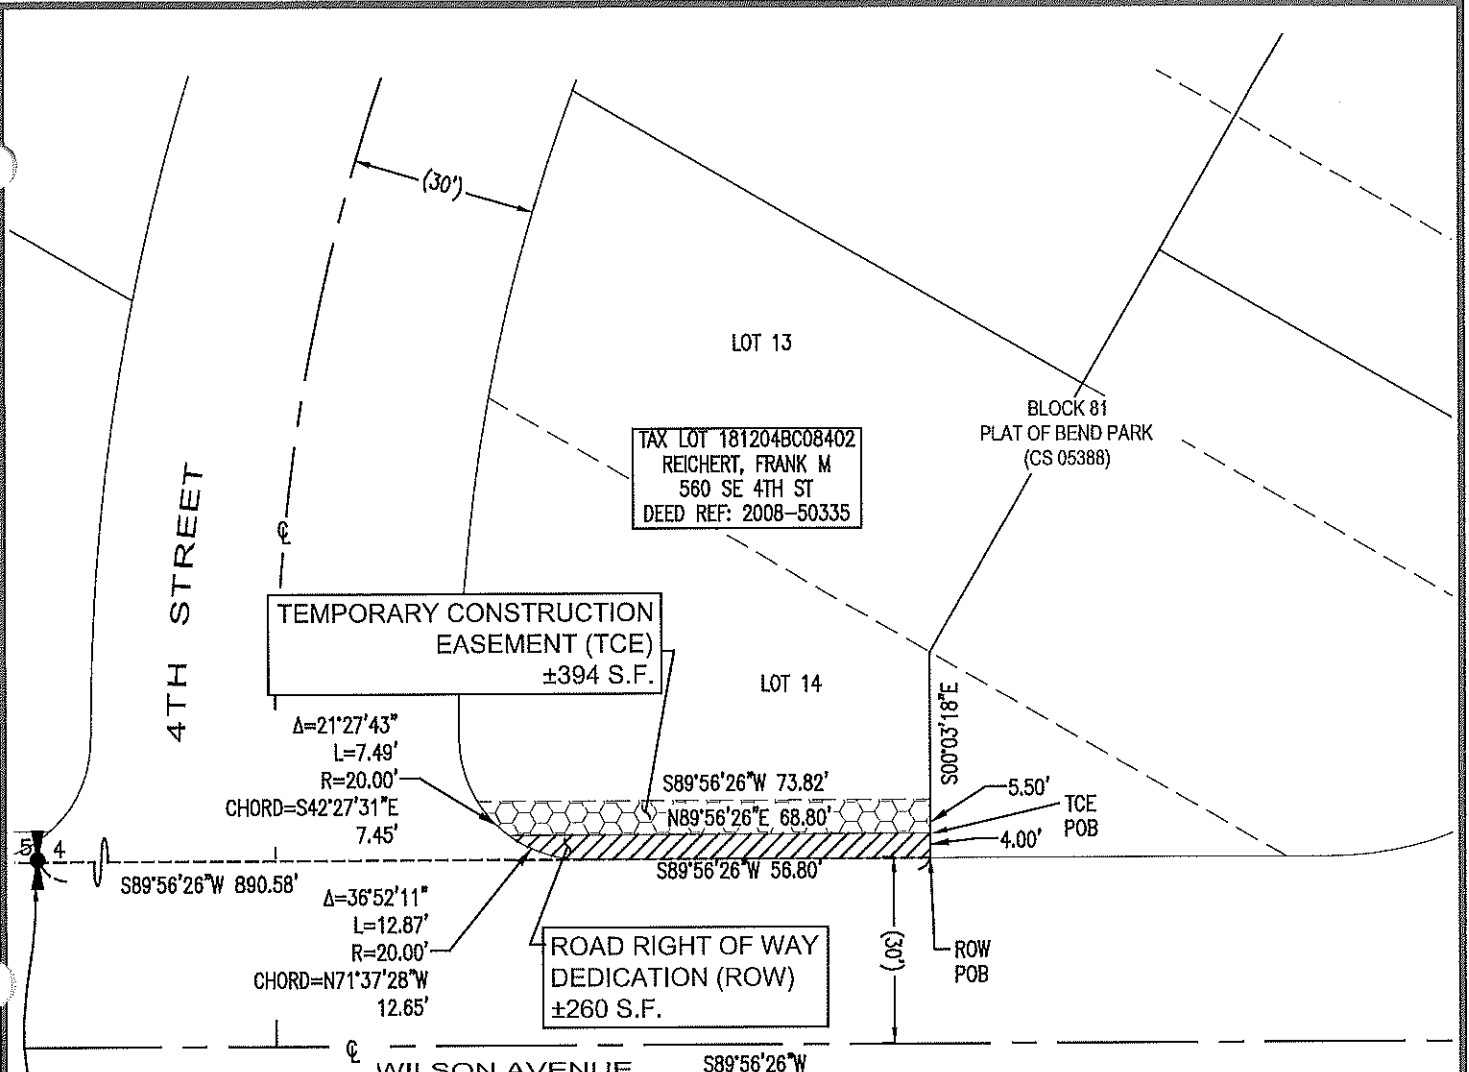 (30')
LOT 13
BLOCK 81
PLAT OF BEND PARK
(CS 05388)
TAX LOT 181204BC08402
REICHERT, FRANK M
560 SE 4TH ST
DEED REF: 2008-50335
4TH STREET
℄
TEMPORARY CONSTRUCTION
EASEMENT (TCE)
±394 S.F.
LOT 14
S00°03'18"E
Δ=21°27'43"
L=7.49'
R=20.00'
CHORD=S42°27'31"E
7.45'
S89°56'26"W 73.82'
N89°56'26"E 68.80'
5.50'
TCE
POB
4.00'
5 4
S89°56'26"W 890.58'
S89°56'26"W 56.80'
Δ=36°52'11"
L=12.87'
R=20.00'
CHORD=N71°37'28"W
12.65'
ROAD RIGHT OF WAY
DEDICATION (ROW)
±260 S.F.
(30')
ROW
POB
℄
WILSON AVENUE
S89°56'26"W